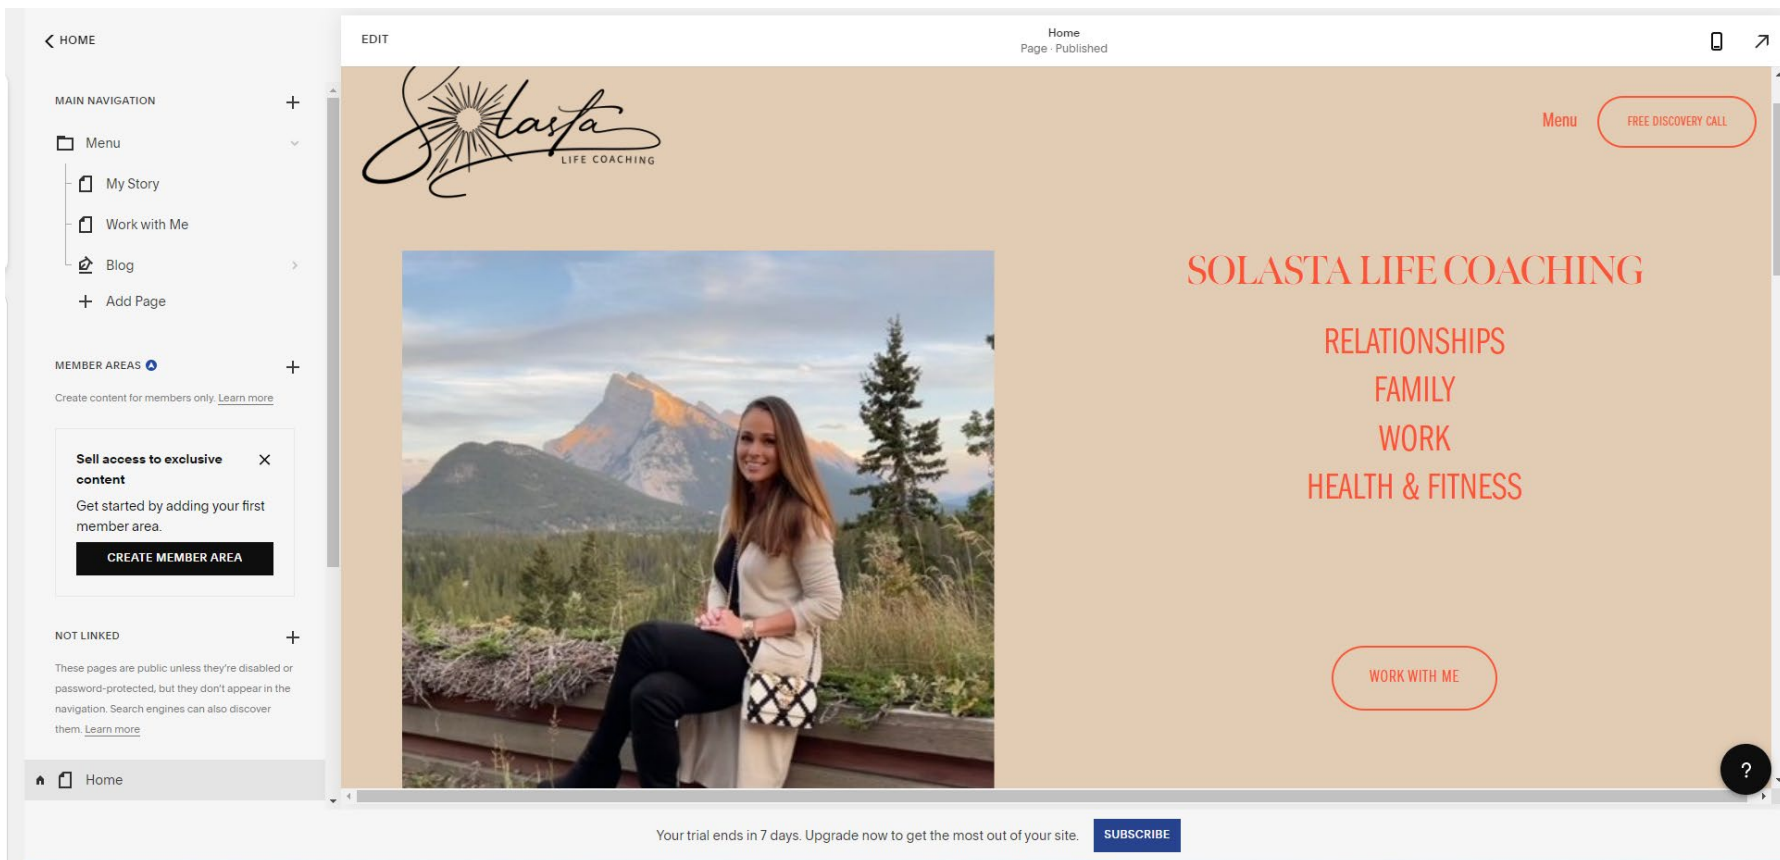 HOME
MAIN NAVIGATION
Menu
My Story
Work with Me
Blog
Add Page
MEMBER AREAS
Create content for members only. Learn more
Sell access to exclusive
content
Get started by adding your first
member area.
CREATE MEMBER AREA
NOT LINKED
These pages are public unless they're disabled or
password-protected, but they don't appear in the
navigation. Search engines can also discover
them. Learn more
Home
EDIT
Home
Page · Published
Solasta
LIFE COACHING
Menu
FREE DISCOVERY CALL
SOLASTA LIFE COACHING
RELATIONSHIPS
FAMILY
WORK
HEALTH & FITNESS
WORK WITH ME
?
Your trial ends in 7 days. Upgrade now to get the most out of your site.
SUBSCRIBE